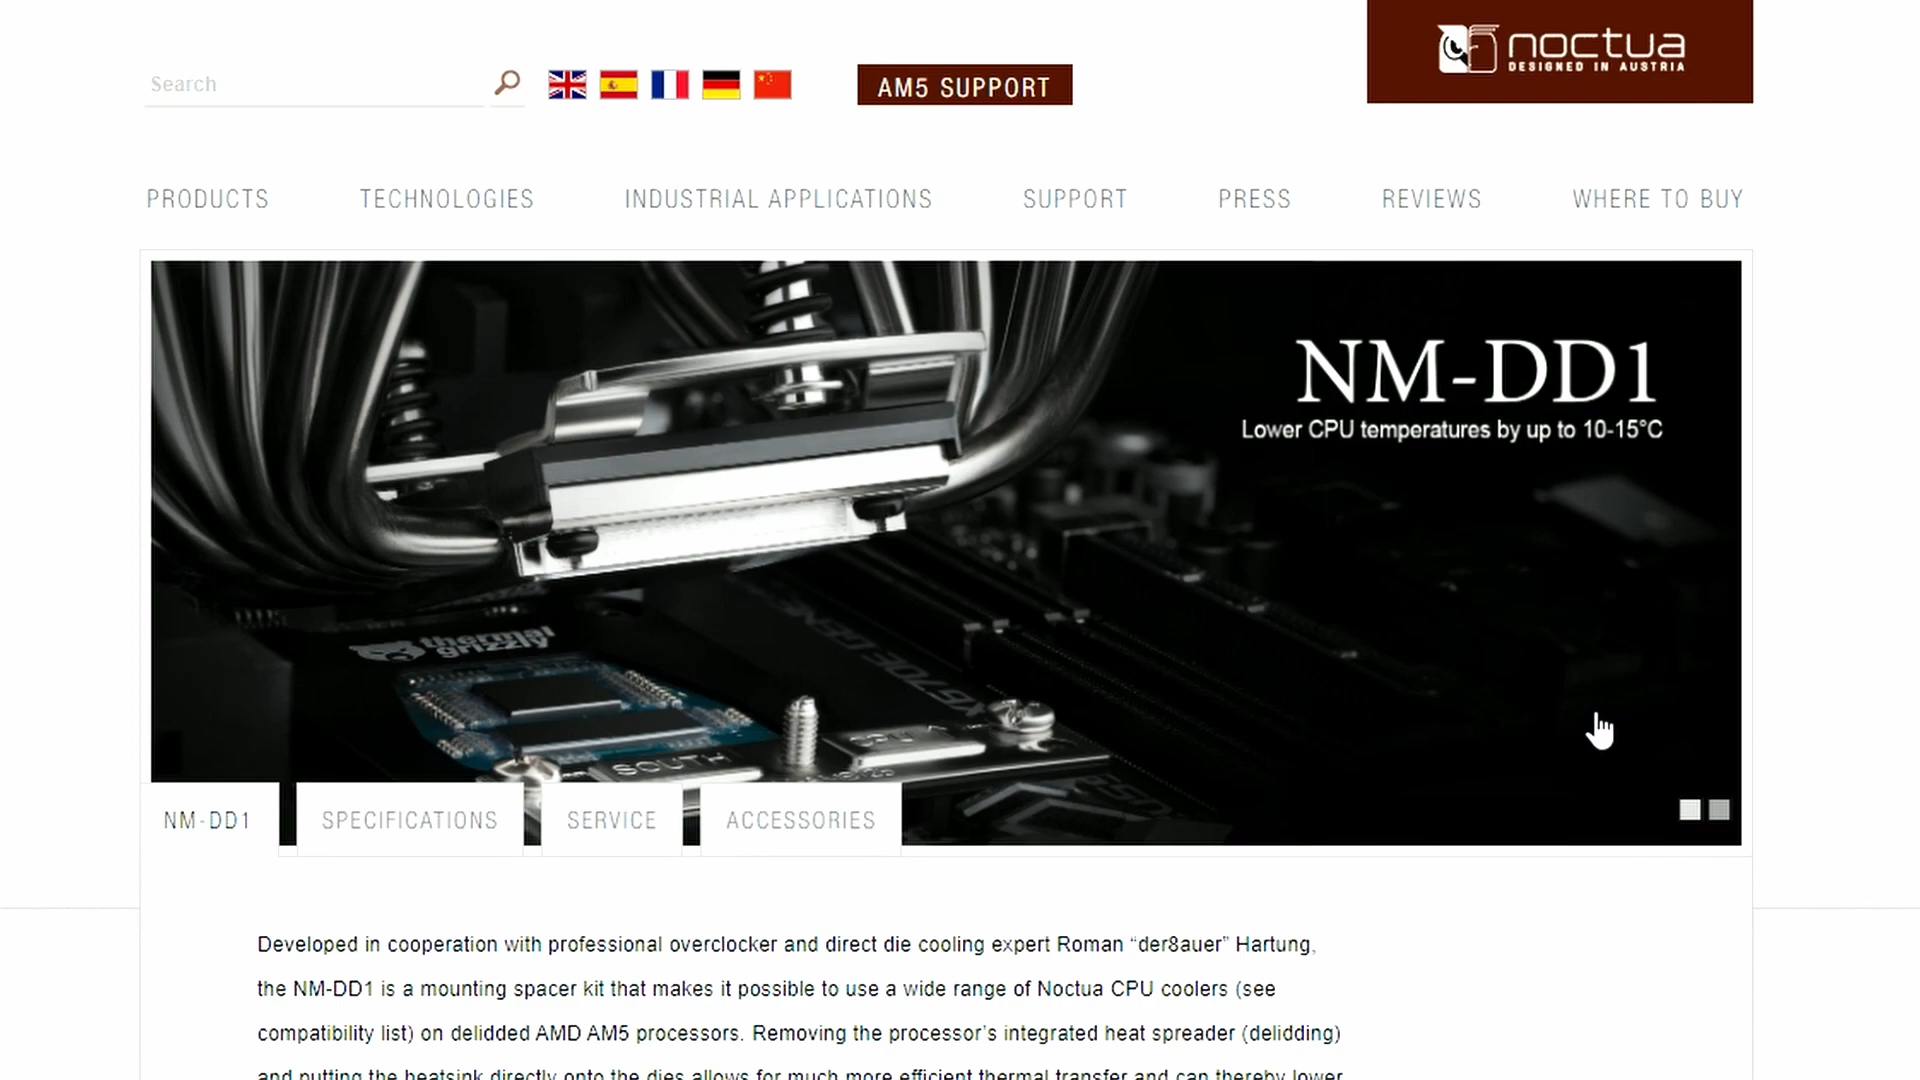 Search
AM5 SUPPORT
noctua
DESIGNED IN AUSTRIA
PRODUCTS
TECHNOLOGIES
INDUSTRIAL APPLICATIONS
SUPPORT
PRESS
REVIEWS
WHERE TO BUY
NM-DD1
Lower CPU temperatures by up to 10-15°C
thermal
grizzly
X670E GEN
SOUTH
NM-DD1
SPECIFICATIONS
SERVICE
ACCESSORIES
Developed in cooperation with professional overclocker and direct die cooling expert Roman “der8auer” Hartung,
the NM-DD1 is a mounting spacer kit that makes it possible to use a wide range of Noctua CPU coolers (see
compatibility list) on delidded AMD AM5 processors. Removing the processor’s integrated heat spreader (delidding)
and putting the heatsink directly onto the dies allows for much more efficient thermal transfer and can thereby lower